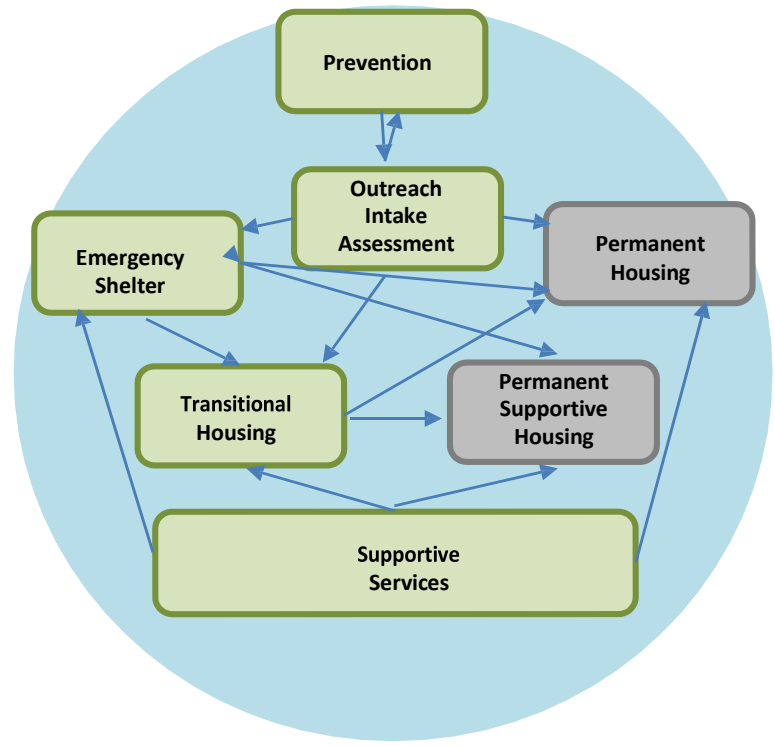 Prevention
Outreach
Intake
Assessment
Emergency
Shelter
Permanent
Housing
Transitional
Housing
Permanent
Supportive
Housing
Supportive
Services